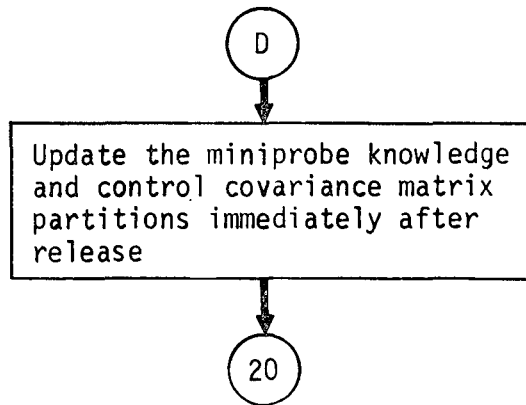 D
Update the miniprobe knowledge
and control covariance matrix
partitions immediately after
release
20